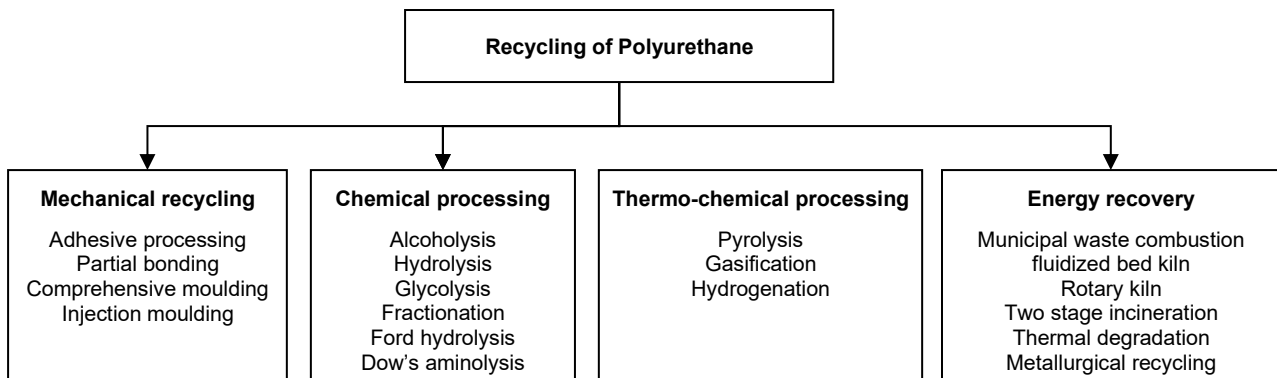 Recycling of Polyurethane
Mechanical recycling
Adhesive processing
Partial bonding
Comprehensive moulding
Injection moulding
Chemical processing
Alcoholysis
Hydrolysis
Glycolysis
Fractionation
Ford hydrolysis
Dow’s aminolysis
Thermo-chemical processing
Pyrolysis
Gasification
Hydrogenation
Energy recovery
Municipal waste combustion
fluidized bed kiln
Rotary kiln
Two stage incineration
Thermal degradation
Metallurgical recycling